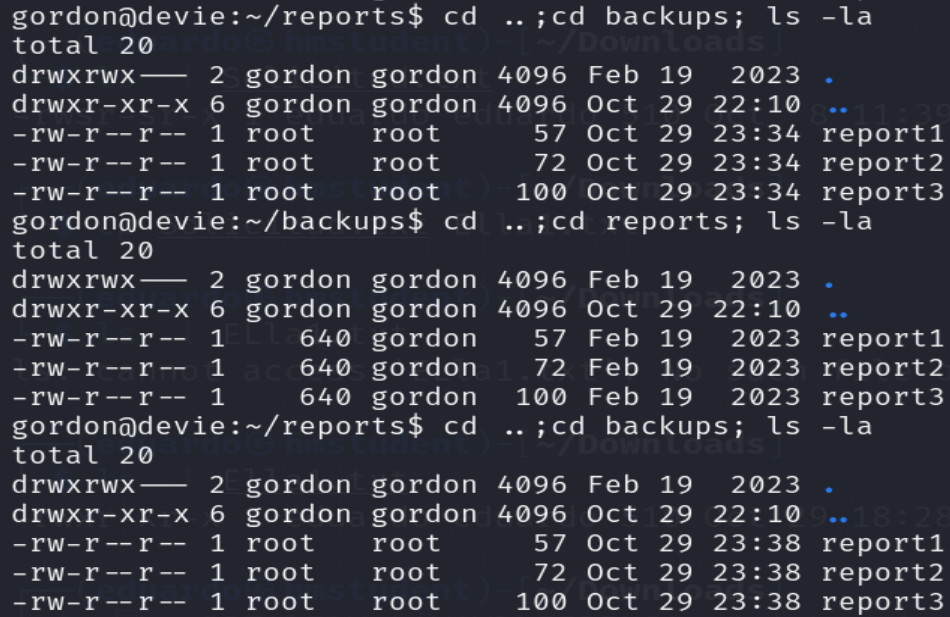 gordon@devie:~/reports$ cd ..;cd backups; ls -la
total 20
drwxrwx--- 2 gordon gordon 4096 Feb 19  2023 .
drwxr-xr-x 6 gordon gordon 4096 Oct 29 22:10 ..
-rw-r--r-- 1 root   root     57 Oct 29 23:34 report1
-rw-r--r-- 1 root   root     72 Oct 29 23:34 report2
-rw-r--r-- 1 root   root    100 Oct 29 23:34 report3
gordon@devie:~/backups$ cd ..;cd reports; ls -la
total 20
drwxrwx--- 2 gordon gordon 4096 Feb 19  2023 .
drwxr-xr-x 6 gordon gordon 4096 Oct 29 22:10 ..
-rw-r--r-- 1    640 gordon   57 Feb 19  2023 report1
-rw-r--r-- 1    640 gordon   72 Feb 19  2023 report2
-rw-r--r-- 1    640 gordon  100 Feb 19  2023 report3
gordon@devie:~/reports$ cd ..;cd backups; ls -la
total 20
drwxrwx--- 2 gordon gordon 4096 Feb 19  2023 .
drwxr-xr-x 6 gordon gordon 4096 Oct 29 22:10 ..
-rw-r--r-- 1 root   root     57 Oct 29 23:38 report1
-rw-r--r-- 1 root   root     72 Oct 29 23:38 report2
-rw-r--r-- 1 root   root    100 Oct 29 23:38 report3